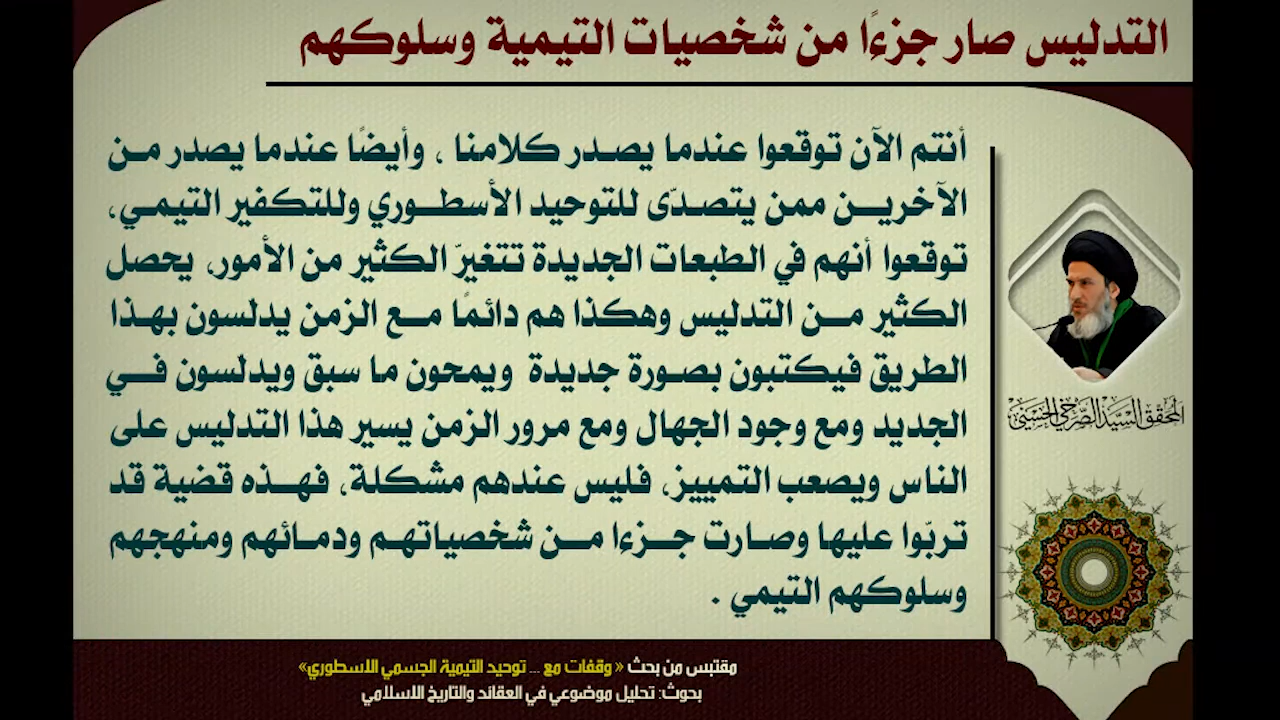 التدليس صار جزءًا من شخصيات التيمية وسلوكهم
أنتم الآن توقعوا عندما يصدر كلامنا ، وأيضًا عندما يصدر من
الآخرين ممن يتصدّى للتوحيد الأسطوري وللتكفير التيمي،
توقعوا أنهم في الطبعات الجديدة تتغيرّ الكثير من الأمور، يحصل
الكثير من التدليس وهكذا هم دائمًا مع الزمن يدلسون بهذا
الطريق فيكتبون بصورة جديدة ويمحون ما سبق ويدلسون في
الجديد ومع وجود الجهال ومع مرور الزمن يسير هذا التدليس على
الناس ويصعب التمييز، فليس عندهم مشكلة، فهذه قضية قد
تربّوا عليها وصارت جزءا من شخصياتهم ودمائهم ومنهجهم
وسلوكهم التيمي .
المحقق السيد الصرخي الحسني
مقتبس من بحث « وقفات مع ... توحيد التيمية الجسمي الاسطوري»
بحوث: تحليل موضوعي في العقائد والتاريخ الاسلامي